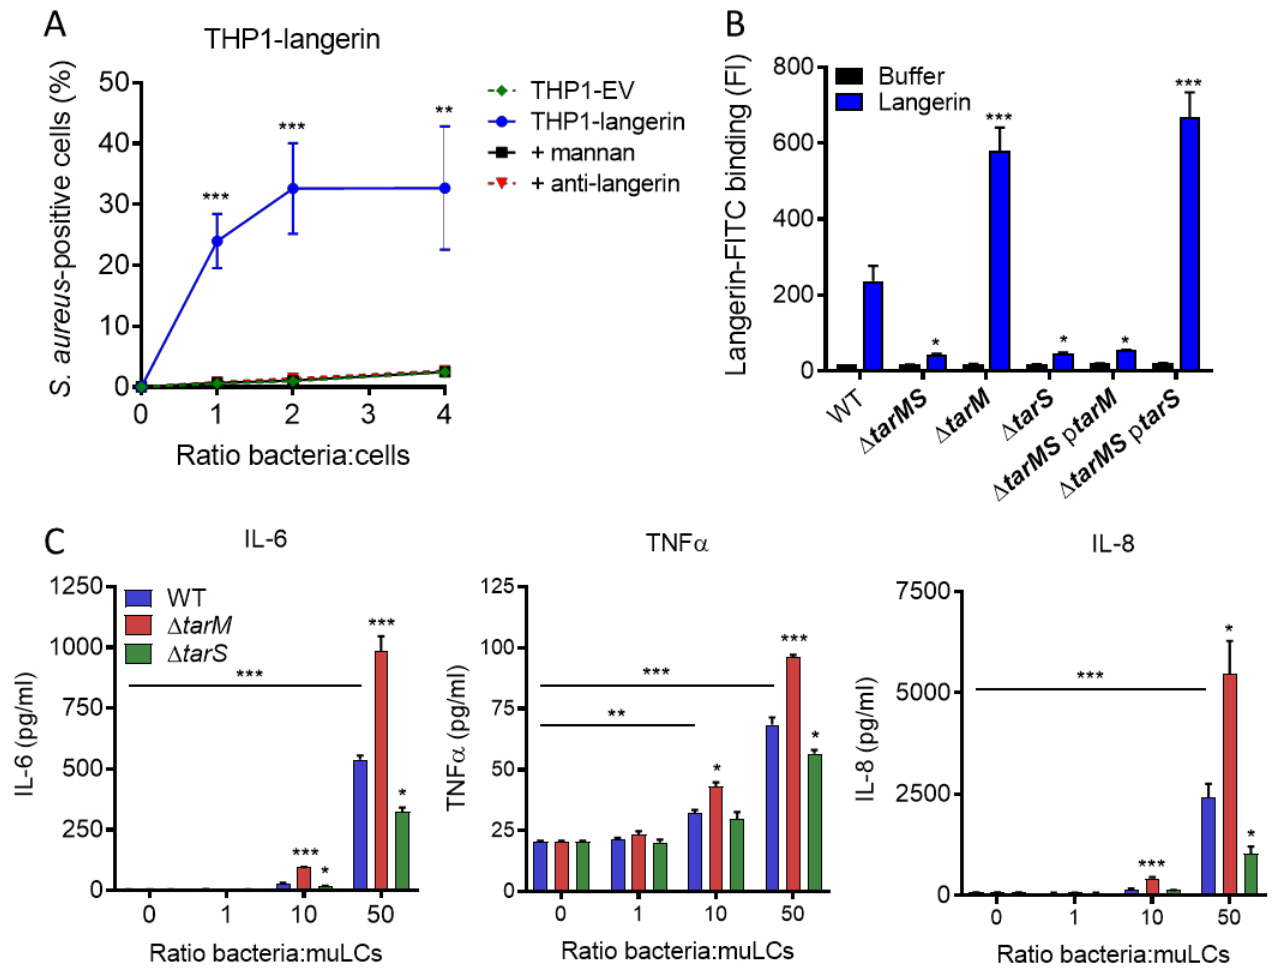 A
THP1-langerin
S. aureus-positive cells (%)
50
40
30
20
10
0
0
1
2
3
4
Ratio bacteria:cells
***
***
**
THP1-EV
THP1-langerin
+ mannan
+ anti-langerin
B
Langerin-FITC binding (FI)
800
600
400
200
0
Buffer
Langerin
***
*
*
*
***
WT
ΔtarMS
ΔtarM
ΔtarS
ΔtarMS ptarM
ΔtarMS ptarS
C
IL-6
IL-6 (pg/ml)
1250
1000
750
500
250
0
WT
ΔtarM
ΔtarS
***
***
*
***
*
0
1
10
50
Ratio bacteria:muLCs
TNFα
TNFα (pg/ml)
125
100
75
50
25
0
***
**
*
***
*
0
1
10
50
Ratio bacteria:muLCs
IL-8
IL-8 (pg/ml)
7500
5000
2500
0
***
***
*
*
0
1
10
50
Ratio bacteria:muLCs